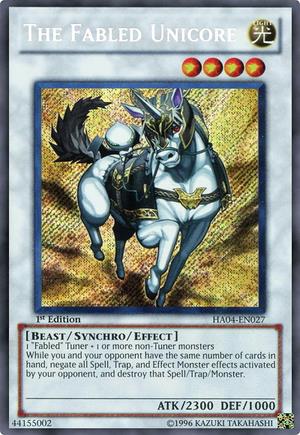 The Fabled Unicore
LIGHT
光
1st Edition
HA04-EN027
[Beast/Synchro/Effect]
1 "Fabled" Tuner + 1 or more non-Tuner monsters
While you and your opponent have the same number of cards in
hand, negate all Spell, Trap, and Effect Monster effects activated
by your opponent, and destroy that Spell/Trap/Monster.
ATK/2300 DEF/1000
44155002
©1996 KAZUKI TAKAHASHI